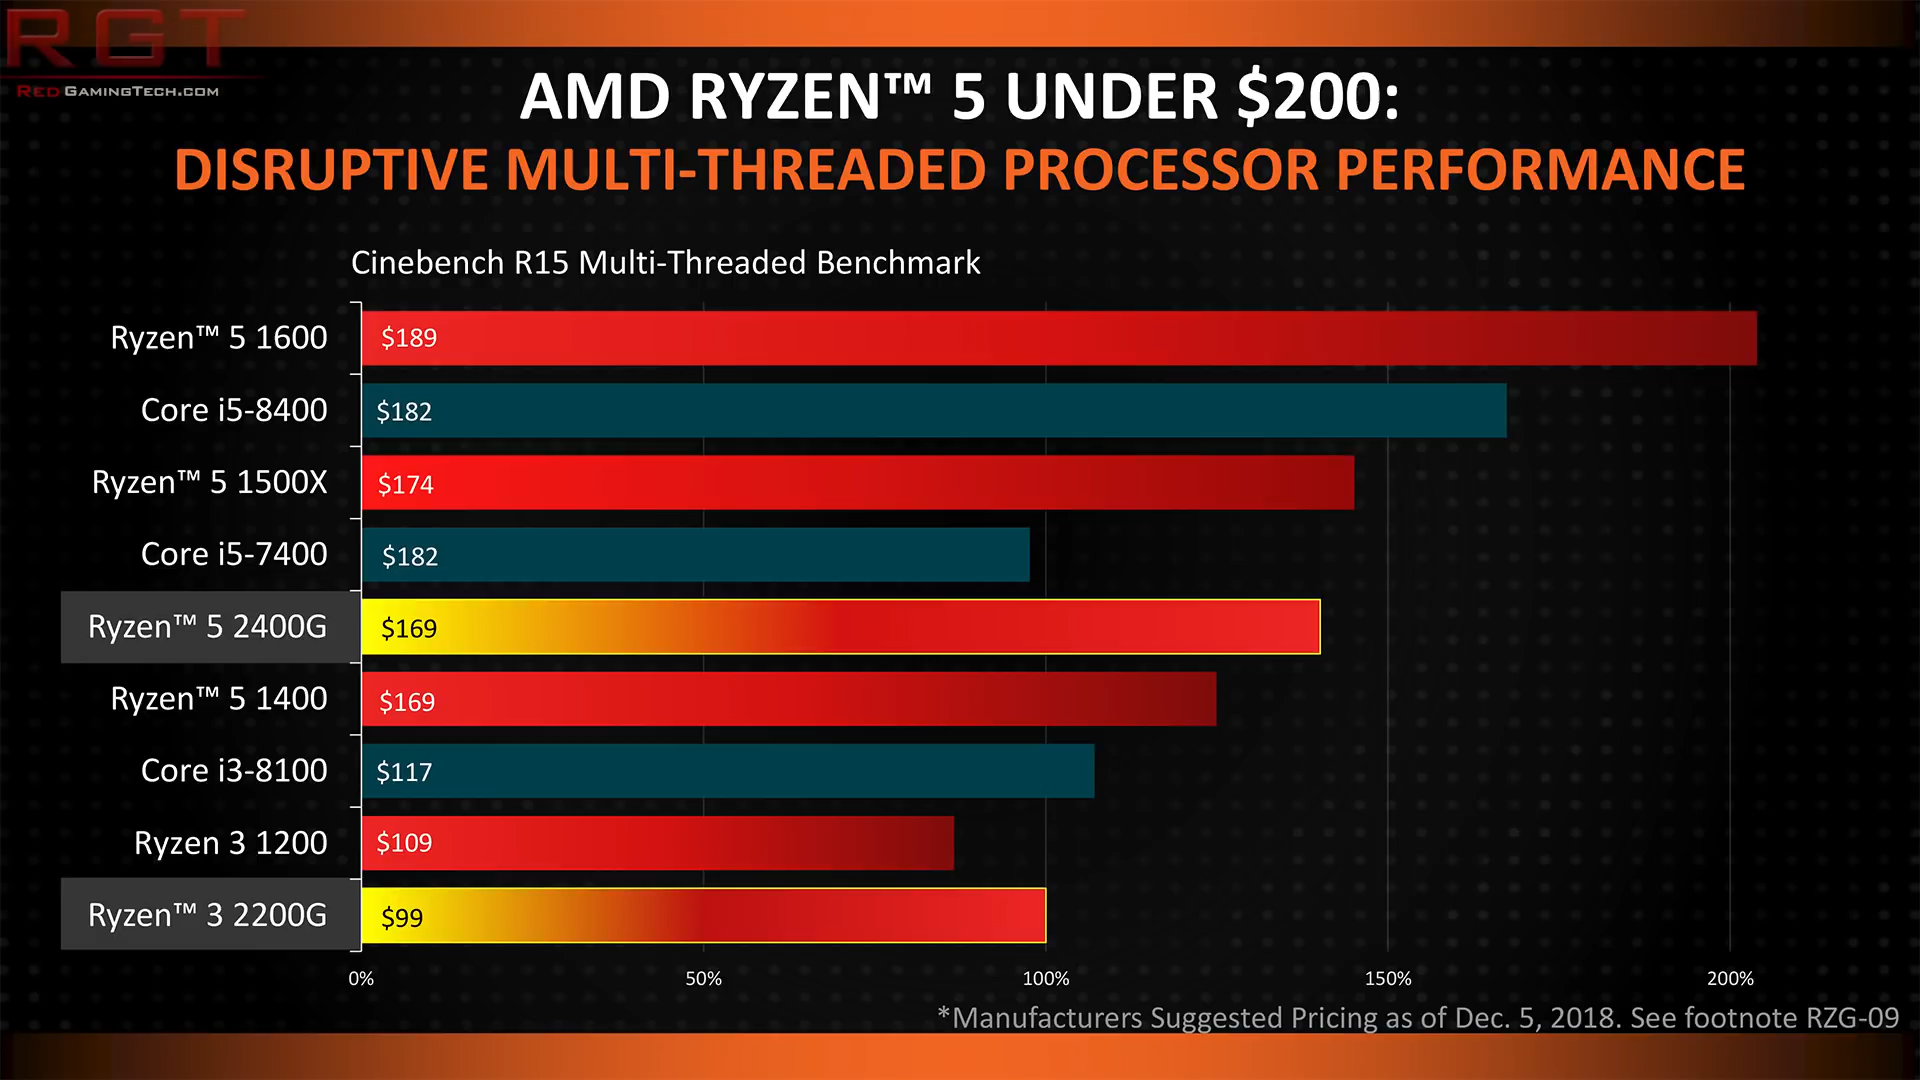 RGT
REDGAMINGTECH.COM
AMD RYZEN™ 5 UNDER $200:
DISRUPTIVE MULTI-THREADED PROCESSOR PERFORMANCE
Cinebench R15 Multi-Threaded Benchmark
Ryzen™ 5 1600 $189
Core i5-8400 $182
Ryzen™ 5 1500X $174
Core i5-7400 $182
Ryzen™ 5 2400G $169
Ryzen™ 5 1400 $169
Core i3-8100 $117
Ryzen 3 1200 $109
Ryzen™ 3 2200G $99
0% 50% 100% 150% 200%
*Manufacturers Suggested Pricing as of Dec. 5, 2018. See footnote RZG-09